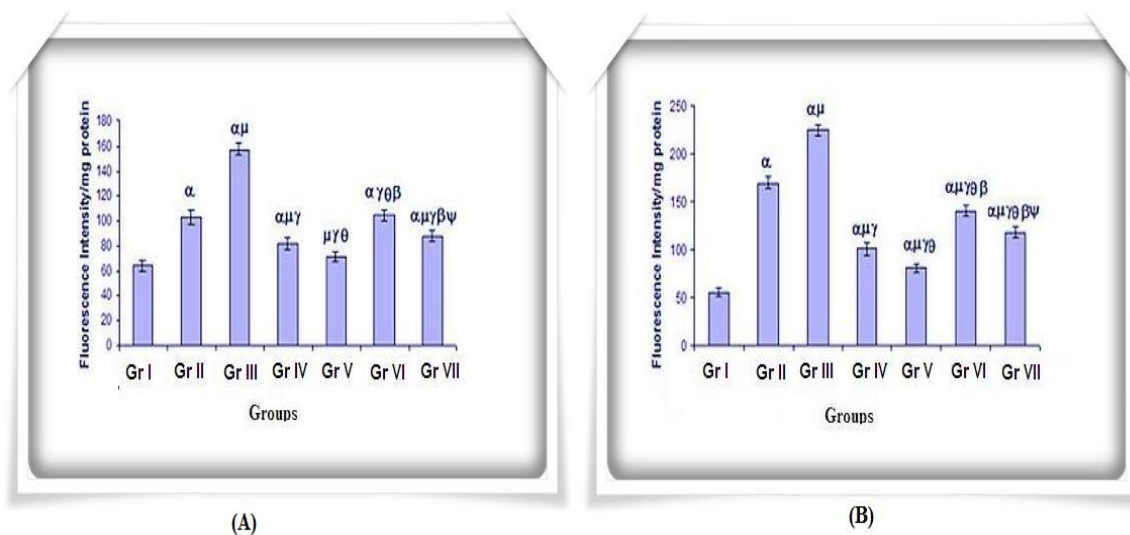 Fluorescence Intensity/mg protein
180
160
140
120
100
80
60
40
20
0
α
αμ
αμγ
μγθ
αγθβ
αμγβψ
Gr I Gr II Gr III Gr IV Gr V Gr VI Gr VII
Groups
(A)
Fluorescence Intensity/mg protein
250
200
150
100
50
0
α
αμ
αμγ
αμγθ
αμγθβ
αμγθβψ
Gr I Gr II Gr III Gr IV Gr V Gr VI Gr VII
Groups
(B)